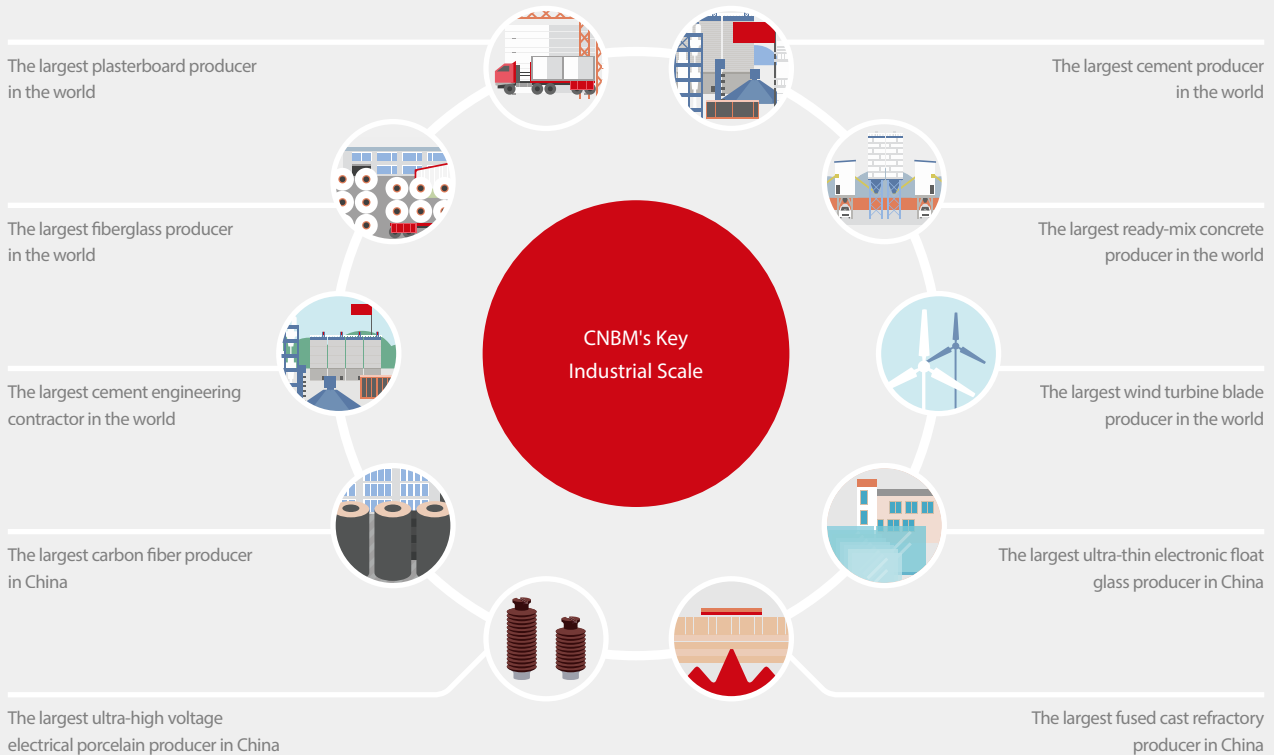 The largest plasterboard producer
in the world
The largest cement producer
in the world
The largest fiberglass producer
in the world
The largest ready-mix concrete
producer in the world
CNBM's Key
Industrial Scale
The largest cement engineering
contractor in the world
The largest wind turbine blade
producer in the world
The largest carbon fiber producer
in China
The largest ultra-thin electronic float
glass producer in China
The largest ultra-high voltage
electrical porcelain producer in China
The largest fused cast refractory
producer in China